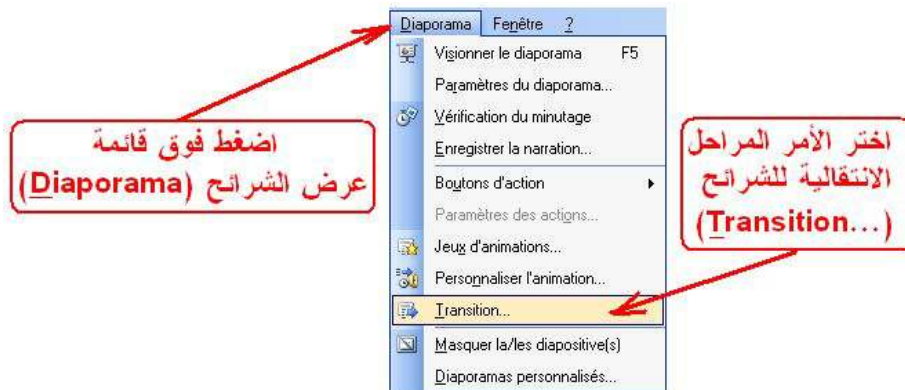 Diaporama Fenêtre ?
Visionner le diaporama F5
Paramètres du diaporama...
Vérification du minutage
Enregistrer la narration...
Boutons d'action
Paramètres des actions...
Jeux d'animations...
Personnaliser l'animation...
Transition...
Masquer la/les diapositive(s)
Diaporamas personnalisés...
اضغط فوق قائمة
عرض الشرائح (Diaporama)
اختر الأمر المراحل
الانتقالية للشرائح
(Transition...)